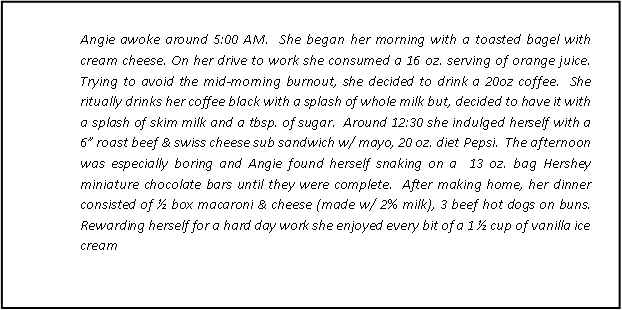 Angie awoke around 5:00 AM.  She began her morning with a toasted bagel with
cream cheese. On her drive to work she consumed a 16 oz. serving of orange juice.
Trying to avoid the mid-morning burnout, she decided to drink a 20oz coffee.  She
ritually drinks her coffee black with a splash of whole milk but, decided to have it with
a splash of skim milk and a tbsp. of sugar.  Around 12:30 she indulged herself with a
6” roast beef & swiss cheese sub sandwich w/ mayo, 20 oz. diet Pepsi.  The afternoon
was especially boring and Angie found herself snaking on a  13 oz. bag Hershey
miniature chocolate bars until they were complete.  After making home, her dinner
consisted of ½ box macaroni & cheese (made w/ 2% milk), 3 beef hot dogs on buns.
Rewarding herself for a hard day work she enjoyed every bit of a 1 ½ cup of vanilla ice
cream